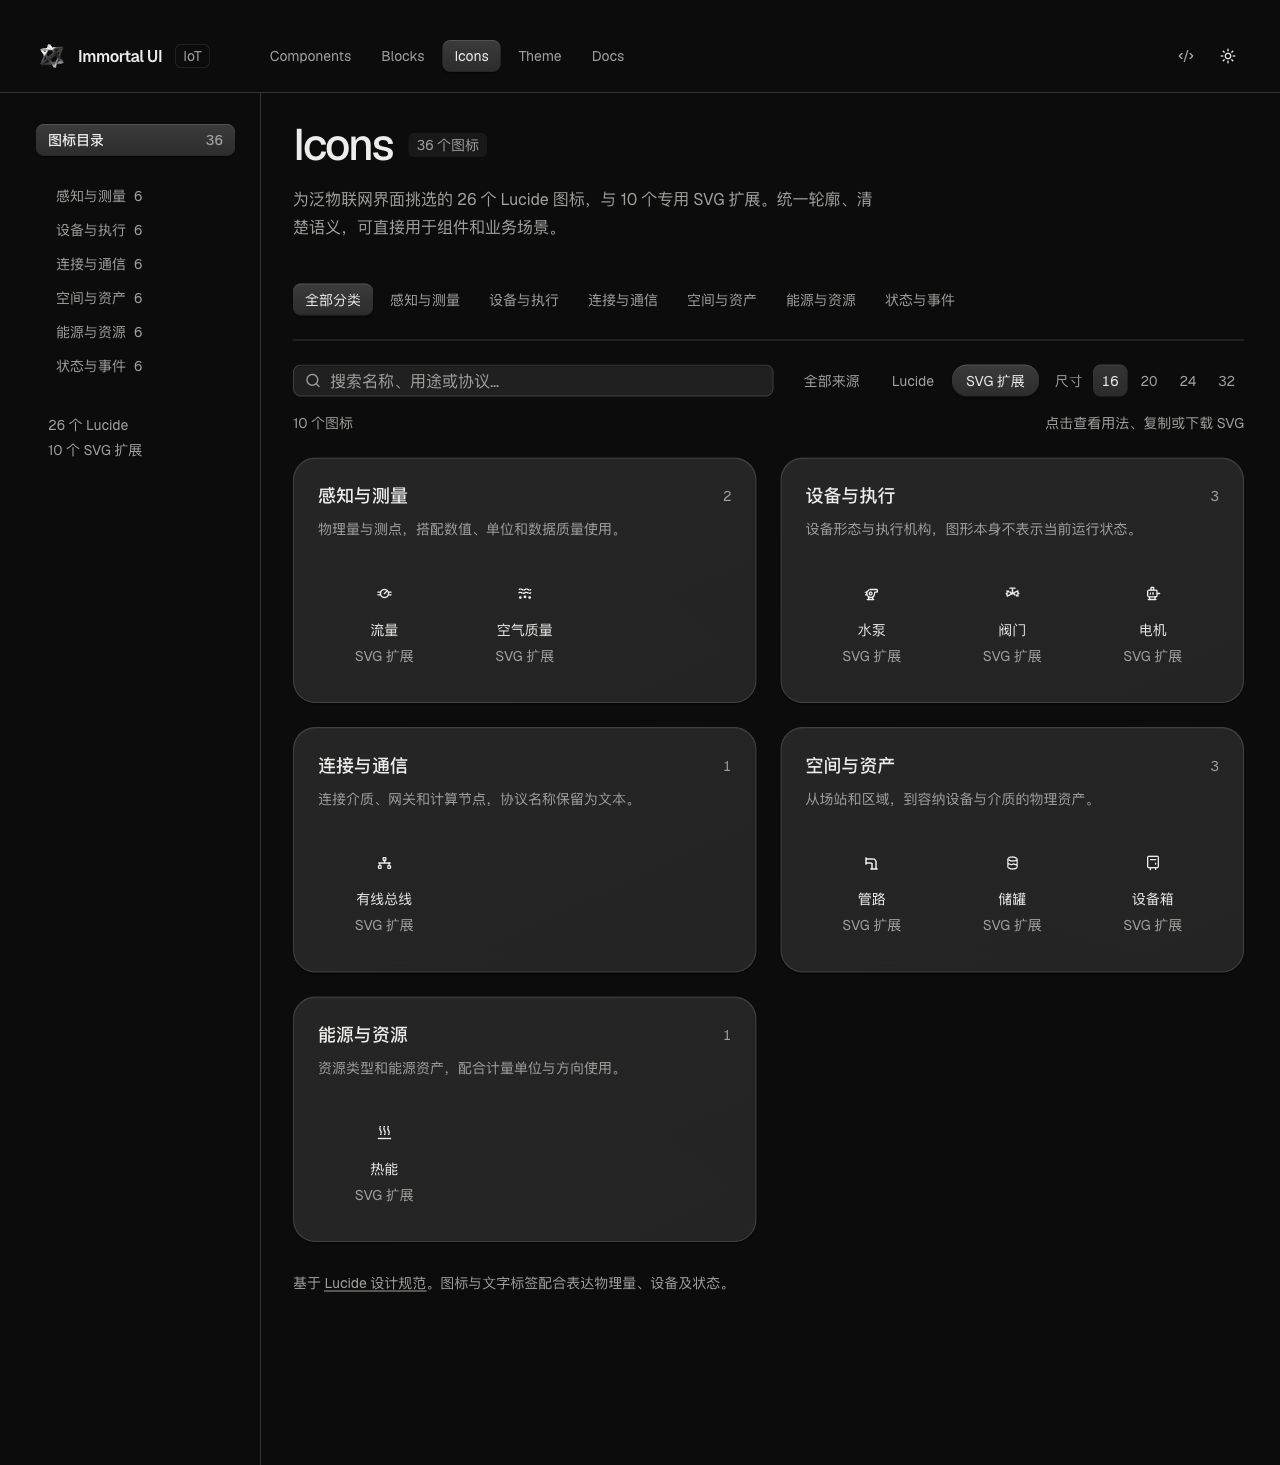 Immortal UI
IoT
Components
Blocks
Icons
Theme
Docs
图标目录 36
感知与测量 6
设备与执行 6
连接与通信 6
空间与资产 6
能源与资源 6
状态与事件 6
26 个 Lucide
10 个 SVG 扩展
Icons
36 个图标
为泛物联网界面挑选的 26 个 Lucide 图标，与 10 个专用 SVG 扩展。统一轮廓、清
楚语义，可直接用于组件和业务场景。
全部分类
感知与测量
设备与执行
连接与通信
空间与资产
能源与资源
状态与事件
搜索名称、用途或协议…
全部来源
Lucide
SVG 扩展
尺寸
16
20
24
32
10 个图标
点击查看用法、复制或下载 SVG
感知与测量 2
物理量与测点，搭配数值、单位和数据质量使用。
流量
SVG 扩展
空气质量
SVG 扩展
设备与执行 3
设备形态与执行机构，图形本身不表示当前运行状态。
水泵
SVG 扩展
阀门
SVG 扩展
电机
SVG 扩展
连接与通信 1
连接介质、网关和计算节点，协议名称保留为文本。
有线总线
SVG 扩展
空间与资产 3
从场站和区域，到容纳设备与介质的物理资产。
管路
SVG 扩展
储罐
SVG 扩展
设备箱
SVG 扩展
能源与资源 1
资源类型和能源资产，配合计量单位与方向使用。
热能
SVG 扩展
基于 Lucide 设计规范。图标与文字标签配合表达物理量、设备及状态。